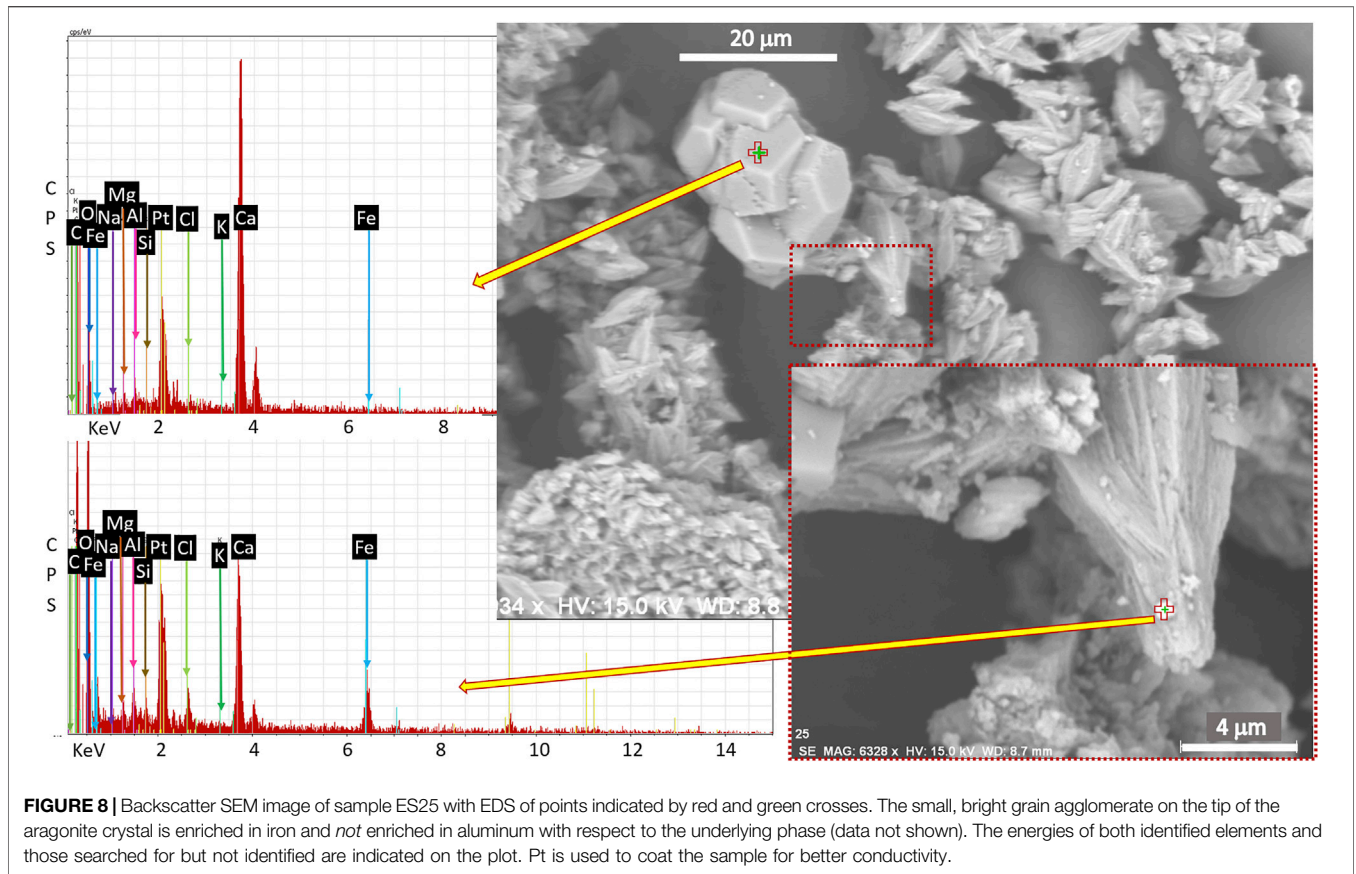 cps/eV
20 µm
C
P
S
Cl
K
C O Fe Na Mg Al Si Pt Cl K Ca Fe
KeV 2 4 6 8
C
P
S
Cl
K
C O Fe Na Mg Al Si Pt Cl K Ca Fe
KeV 2 4 6 8 10 12 14
34 x HV: 15.0 kV WD: 8.8
25
SE MAG: 6328 x HV: 15.0 kV WD: 8.7 mm
4 µm
FIGURE 8 | Backscatter SEM image of sample ES25 with EDS of points indicated by red and green crosses. The small, bright grain agglomerate on the tip of the
aragonite crystal is enriched in iron and not enriched in aluminum with respect to the underlying phase (data not shown). The energies of both identified elements and
those searched for but not identified are indicated on the plot. Pt is used to coat the sample for better conductivity.